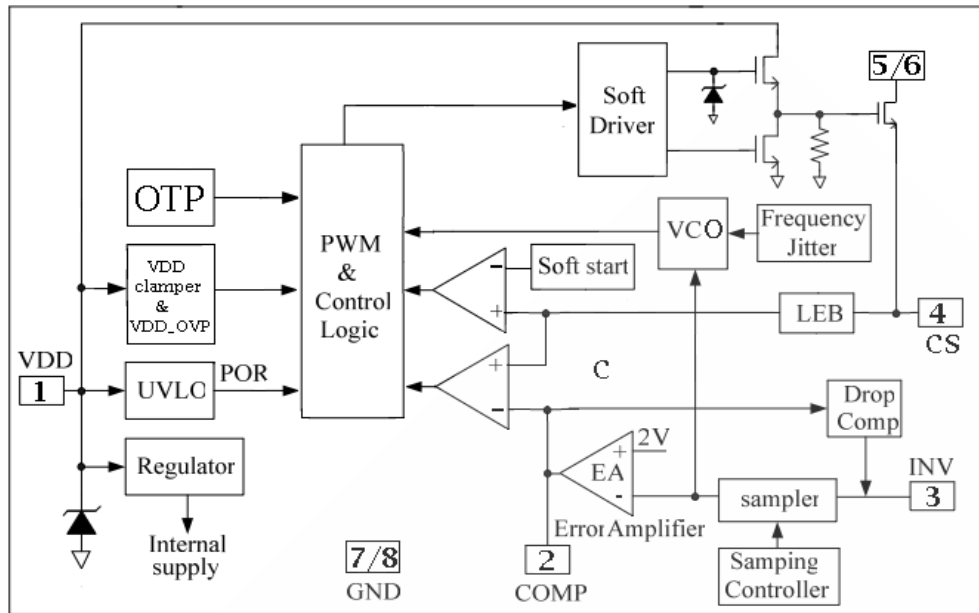 5/6
Soft
Driver
OTP
PWM
&
Control
Logic
VCO
Frequency
Jitter
VDD
clamper
&
VDD_OVP
-
Soft start
+
LEB
4
CS
VDD
1
UVLO
POR
+
-
C
Drop
Comp
Regulator
2V
+
EA
-
Error Amplifier
sampler
INV
3
Internal
supply
7/8
GND
2
COMP
Samping
Controller